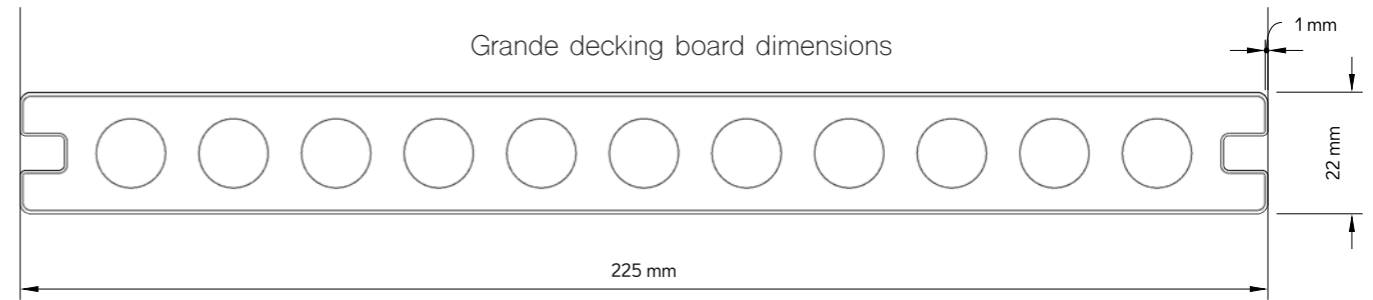 1 mm
Grande decking board dimensions
22 mm
225 mm